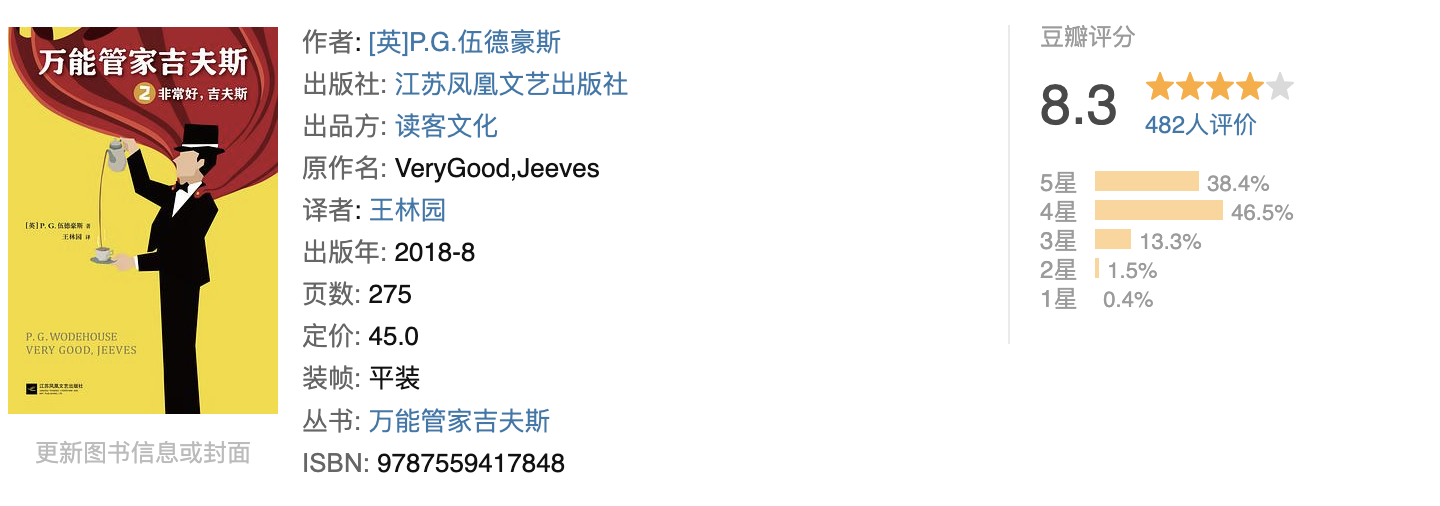 万能管家吉夫斯
2 非常好，吉夫斯
[英] P. G. 伍德豪斯 著
王林园 译
P. G. WODEHOUSE
VERY GOOD, JEEVES
江苏凤凰文艺出版社
更新图书信息或封面
作者: [英]P.G.伍德豪斯
出版社: 江苏凤凰文艺出版社
出品方: 读客文化
原作名: VeryGood,Jeeves
译者: 王林园
出版年: 2018-8
页数: 275
定价: 45.0
装帧: 平装
丛书: 万能管家吉夫斯
ISBN: 9787559417848
豆瓣评分
8.3
482人评价
5星 38.4%
4星 46.5%
3星 13.3%
2星 1.5%
1星 0.4%